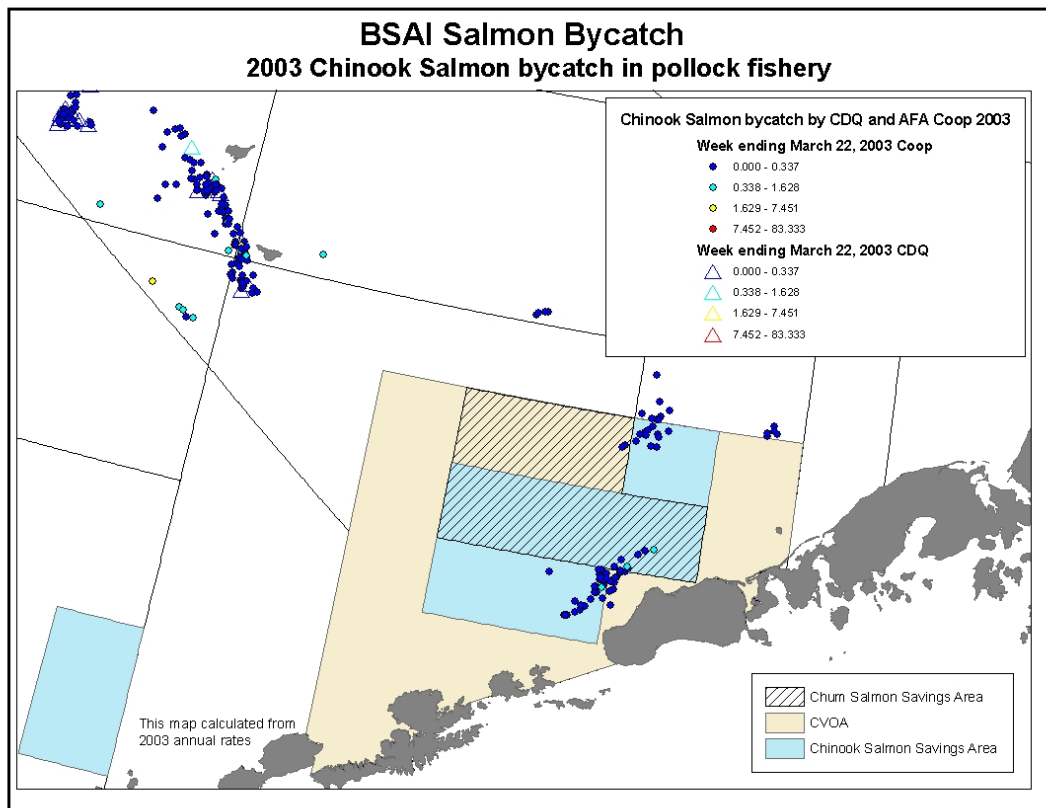 BSAI Salmon Bycatch
2003 Chinook Salmon bycatch in pollock fishery
Chinook Salmon bycatch by CDQ and AFA Coop 2003
Week ending March 22, 2003 Coop
0.000 - 0.337
0.338 - 1.628
1.629 - 7.451
7.452 - 83.333
Week ending March 22, 2003 CDQ
0.000 - 0.337
0.338 - 1.628
1.629 - 7.451
7.452 - 83.333
This map calculated from
2003 annual rates
Chum Salmon Savings Area
CVOA
Chinook Salmon Savings Area